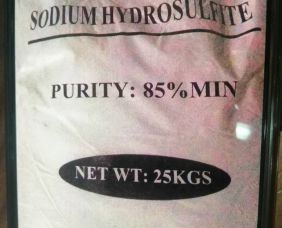 SODIUM HYDROSULFITE
PURITY: 85% MIN
NET WT: 25KGS